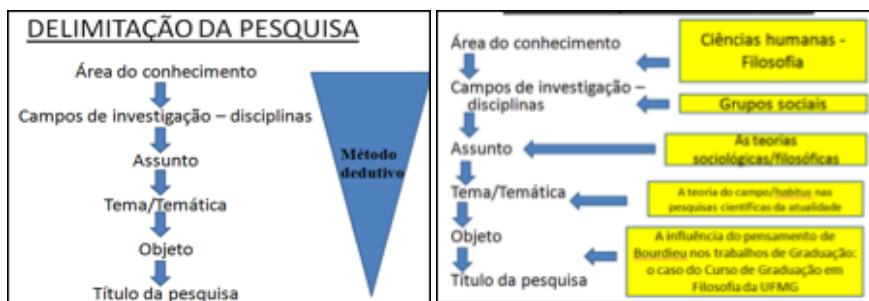 DELIMITAÇÃO DA PESQUISA
Área do conhecimento
Campos de investigação – disciplinas
Assunto
Tema/Temática
Objeto
Título da pesquisa
Método
dedutivo
Área do conhecimento
Campos de investigação –
disciplinas
Assunto
Tema/Temática
Objeto
Título da pesquisa
Ciências humanas -
Filosofia
Grupos sociais
As teorias
sociológicas/filosóficas
A teoria do campo/habitus nas
pesquisas científicas da atualidade
A influência do pensamento de
Bourdieu nos trabalhos de Graduação:
o caso do Curso de Graduação em
Filosofia da UFMG